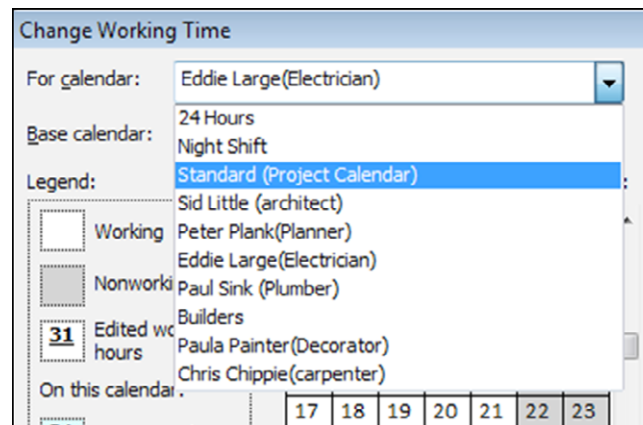 Change Working Time
For calendar: Eddie Large(Electrician)
24 Hours
Base calendar:
Night Shift
Legend:
Standard (Project Calendar)
Sid Little (architect)
Working
Peter Plank(Planner)
Eddie Large(Electrician)
Nonworki
Paul Sink (Plumber)
31 Edited wo
hours
Builders
Paula Painter(Decorator)
On this calendar:
Chris Chippie(carpenter)
17 18 19 20 21 22 23